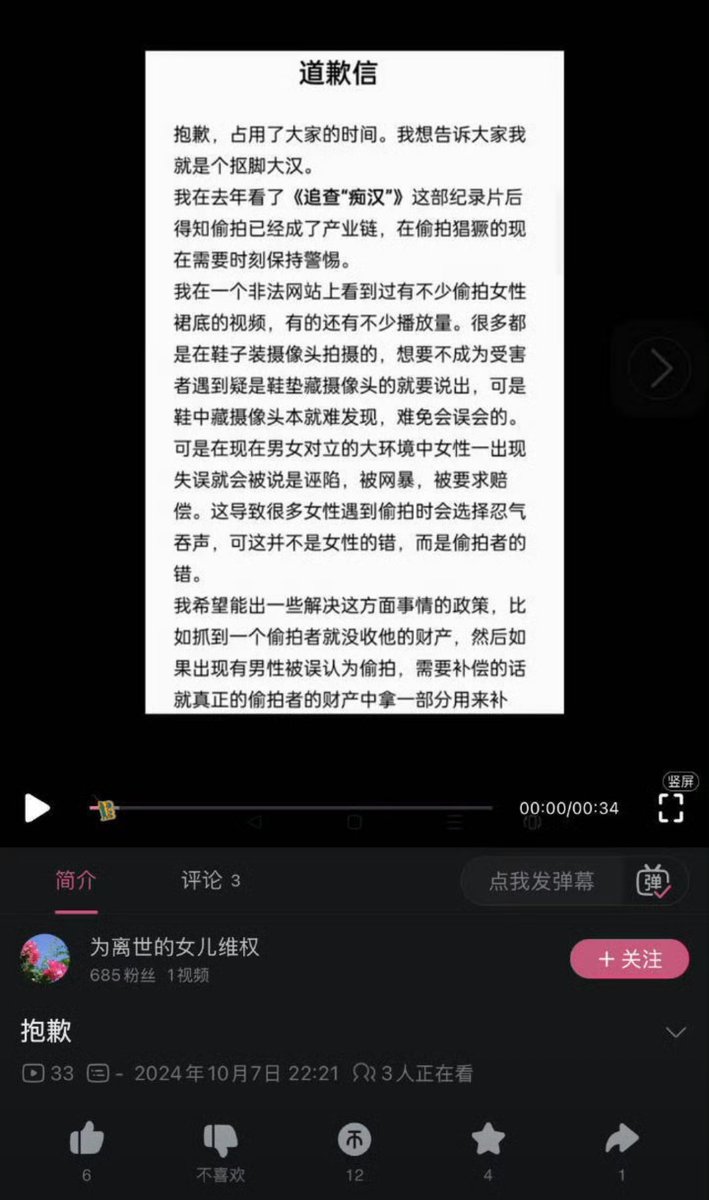 道歉信
抱歉，占用了大家的时间。我想告诉大家我
就是个抠脚大汉。
我在去年看了《追查“痴汉”》这部纪录片后
得知偷拍已经成了产业链，在偷拍猖獗的现
在需要时刻保持警惕。
我在一个非法网站上看到过有不少偷拍女性
裙底的视频，有的还有不少播放量。很多都
是在鞋子装摄像头拍摄的，想要不成为受害
者遇到疑是鞋垫藏摄像头的就要说出，可是
鞋中藏摄像头本就难发现，难免会误会的。
可是在现在男女对立的大环境中女性一出现
失误就会被说是诬陷，被网暴，被要求赔
偿。这导致很多女性遇到偷拍时会选择忍气
吞声，可这并不是女性的错，而是偷拍者的
错。
我希望能出一些解决这方面事情的政策，比
如抓到一个偷拍者就没收他的财产，然后如
果出现有男性被误认为偷拍，需要补偿的话
就真正的偷拍者的财产中拿一部分用来补
竖屏
00:00/00:34
简介
评论 3
点我发弹幕
弹
为离世的女儿维权
685粉丝 1视频
+ 关注
抱歉
33 - 2024年10月7日 22:21 3人正在看
6
不喜欢
12
4
1